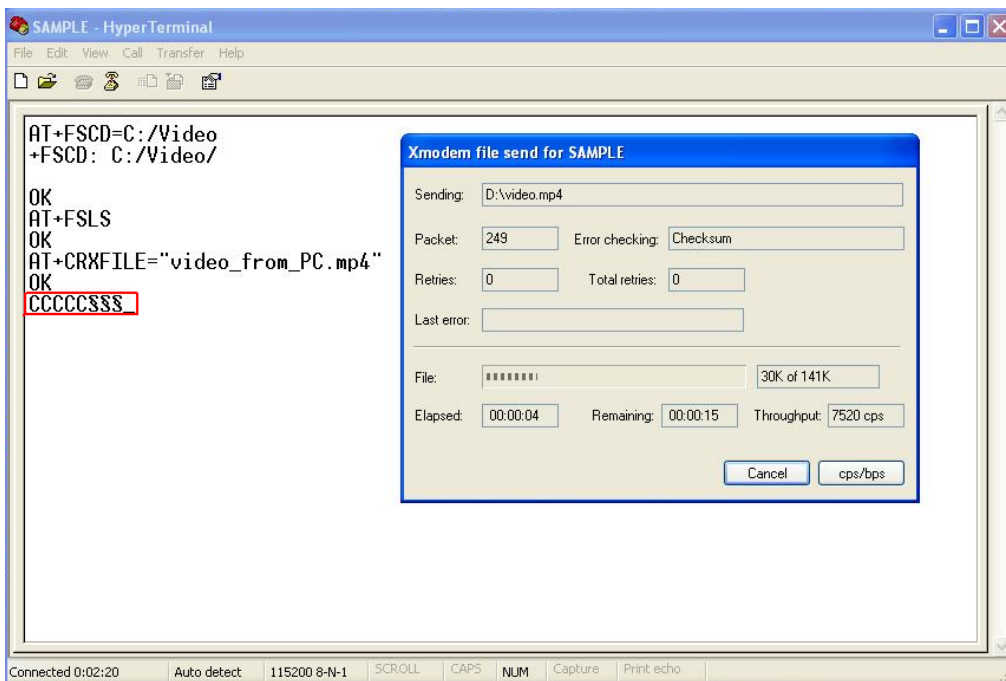 SAMPLE - HyperTerminal
File Edit View Call Transfer Help
AT+FSCD=C:/Video
+FSCD: C:/Video/
OK
AT+FSLS
OK
AT+CRXFILE="video_from_PC.mp4"
OK
CCCCC§§§_
Xmodem file send for SAMPLE
Sending: D:\video.mp4
Packet: 249 Error checking: Checksum
Retries: 0 Total retries: 0
Last error:
File: 30K of 141K
Elapsed: 00:00:04 Remaining: 00:00:15 Throughput: 7520 cps
Cancel cps/bps
Connected 0:02:20 Auto detect 115200 8-N-1 SCROLL CAPS NUM Capture Print echo